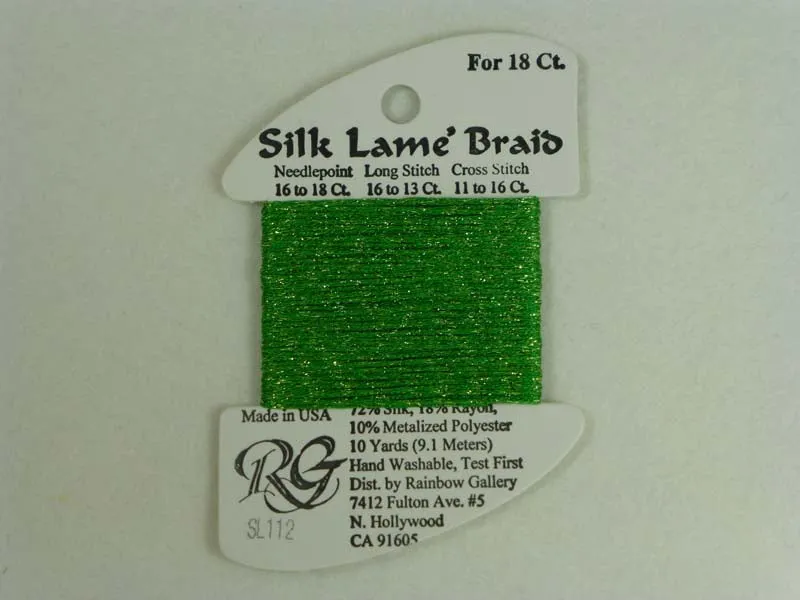 For 18 Ct.
Silk Lame' Braid
Needlepoint Long Stitch Cross Stitch
16 to 18 Ct. 16 to 13 Ct. 11 to 16 Ct.
Made in USA
72% Silk, 18% Rayon,
10% Metalized Polyester
10 Yards (9.1 Meters)
Hand Washable, Test First
Dist. by Rainbow Gallery
7412 Fulton Ave. #5
N. Hollywood
CA 91605
RG
SL112